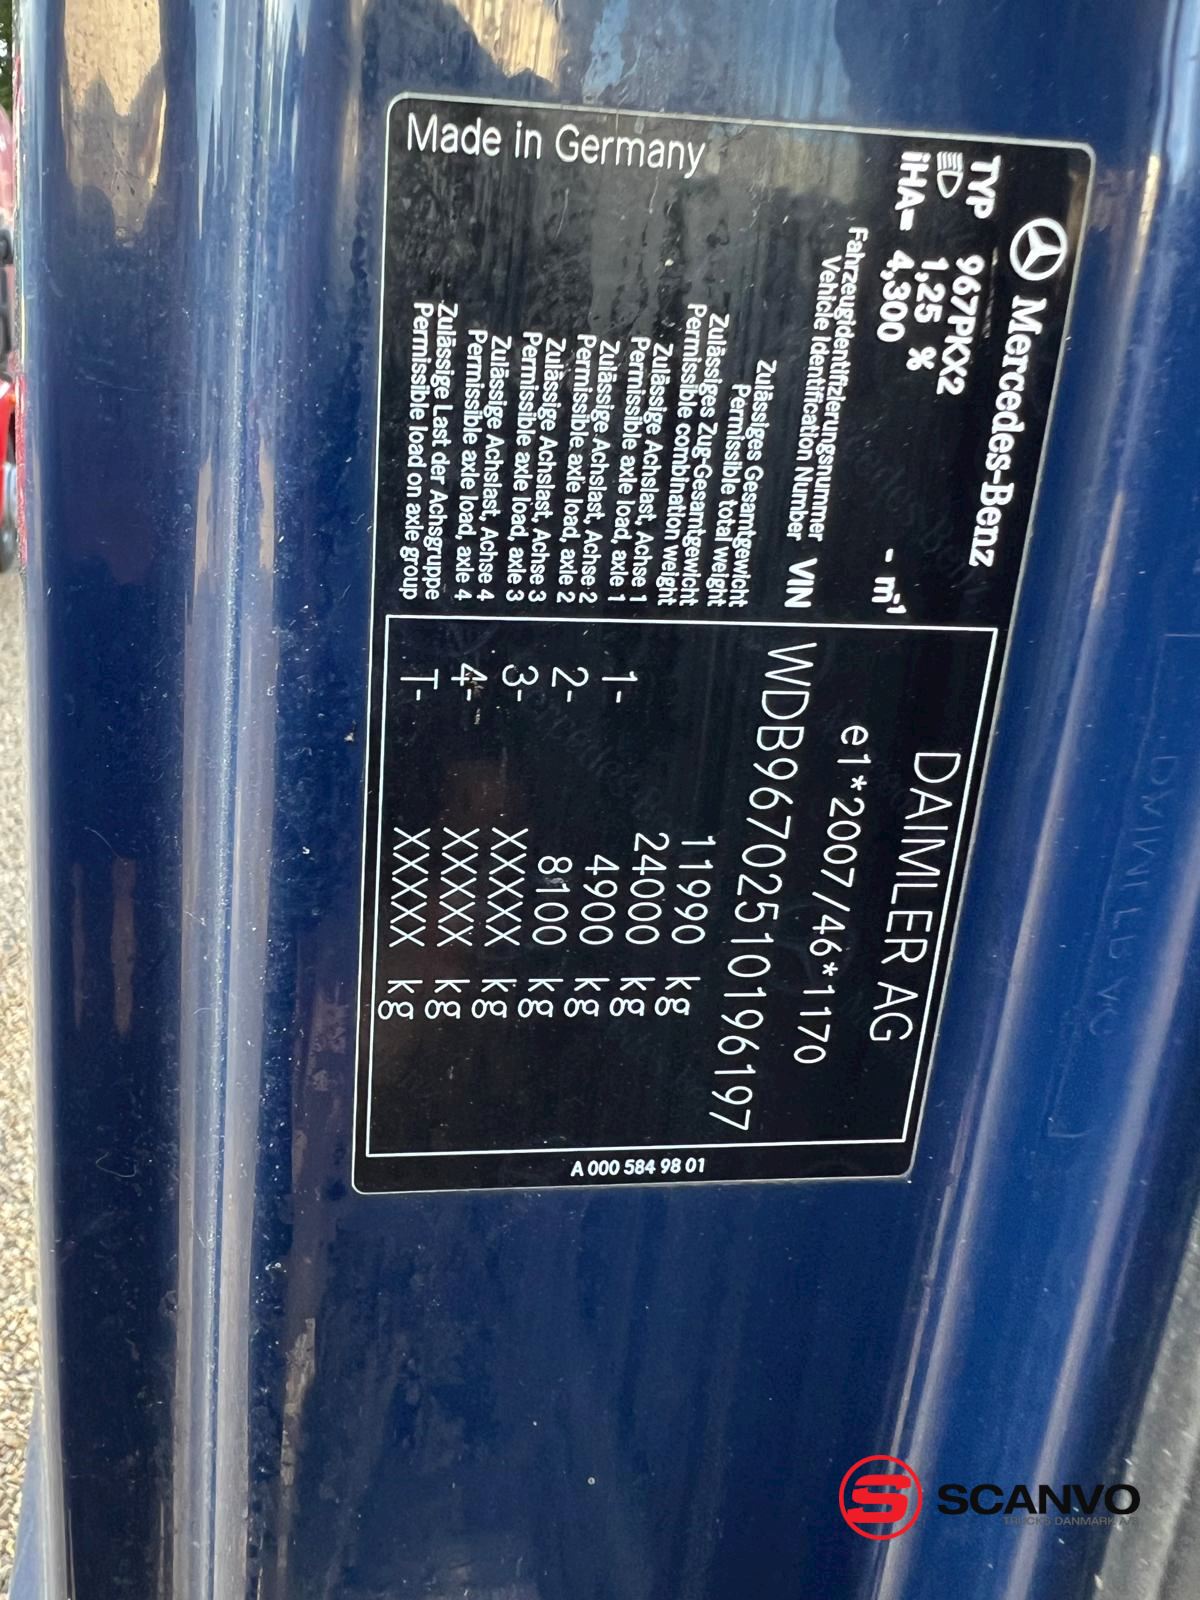 Mercedes-Benz
TYP 967PKXX2
1,25 %
iHA= 4,300 - m-1
Fahrzeugidentifizierungsnummer
Vehicle Identification Number VIN
Zulässiges Gesamtgewicht
Permissible total weight
Zulässiges Zug-Gesamtgewicht
Permissible combination weight
Zulässige Achslast, Achse 1
Permissible axle load, axle 1
Zulässige Achslast, Achse 2
Permissible axle load, axle 2
Zulässige Achslast, Achse 3
Permissible axle load, axle 3
Zulässige Achslast, Achse 4
Permissible axle load, axle 4
Zulässige Last der Achsgruppe
Permissible load on axle group
Made in Germany
DAIMLER AG
e1*2007/46*1170
WDB96702510196197
11990 kg
24000 kg
1- 4900 kg
2- 8100 kg
3- XXXXX kg
4- XXXXX kg
T- XXXXX kg
A 000 584 98 01
SCANVO
TRUCKS DANMARK A/S